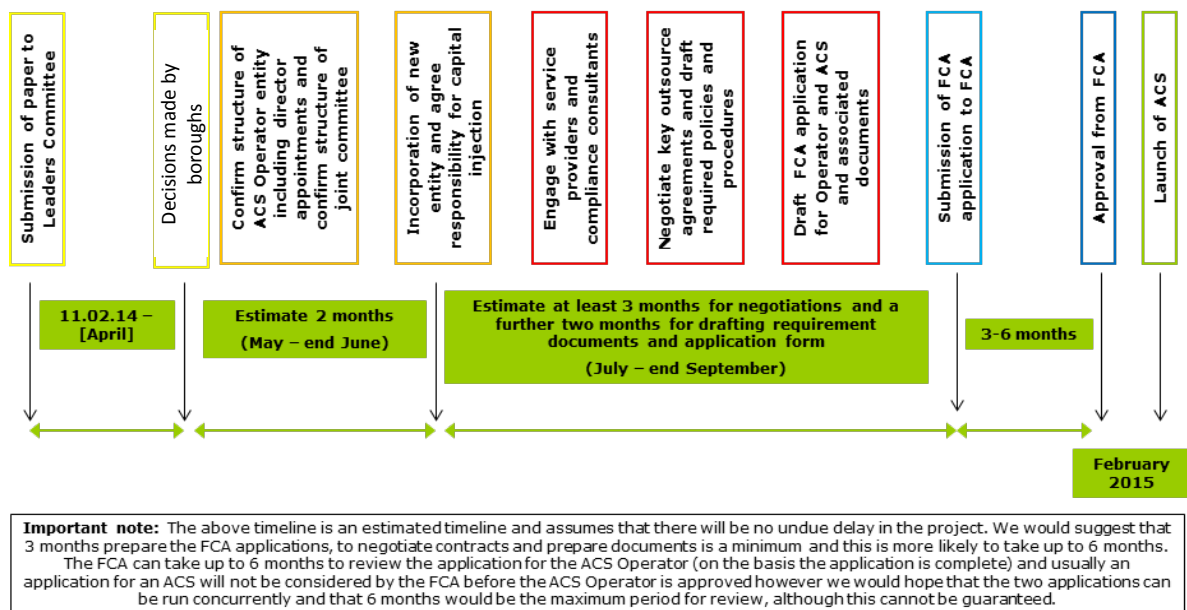 Submission of paper to
Leaders Committee
Decisions made by
boroughs
Confirm structure of
ACS Operator entity
including director
appointments and
confirm structure of
joint committee
Incorporation of new
entity and agree
responsibility for capital
injection
Engage with service
providers and
compliance consultants
Negotiate key outsource
agreements and draft
required policies and
procedures
Draft FCA application
for Operator and ACS
and associated
documents
Submission of FCA
application to FCA
Approval from FCA
Launch of ACS
11.02.14 –
[April]
Estimate 2 months
(May – end June)
Estimate at least 3 months for negotiations and a
further two months for drafting requirement
documents and application form
(July – end September)
3-6 months
February
2015
Important note: The above timeline is an estimated timeline and assumes that there will be no undue delay in the project. We would suggest that
3 months prepare the FCA applications, to negotiate contracts and prepare documents is a minimum and this is more likely to take up to 6 months.
The FCA can take up to 6 months to review the application for the ACS Operator (on the basis the application is complete) and usually an
application for an ACS will not be considered by the FCA before the ACS Operator is approved however we would hope that the two applications can
be run concurrently and that 6 months would be the maximum period for review, although this cannot be guaranteed.